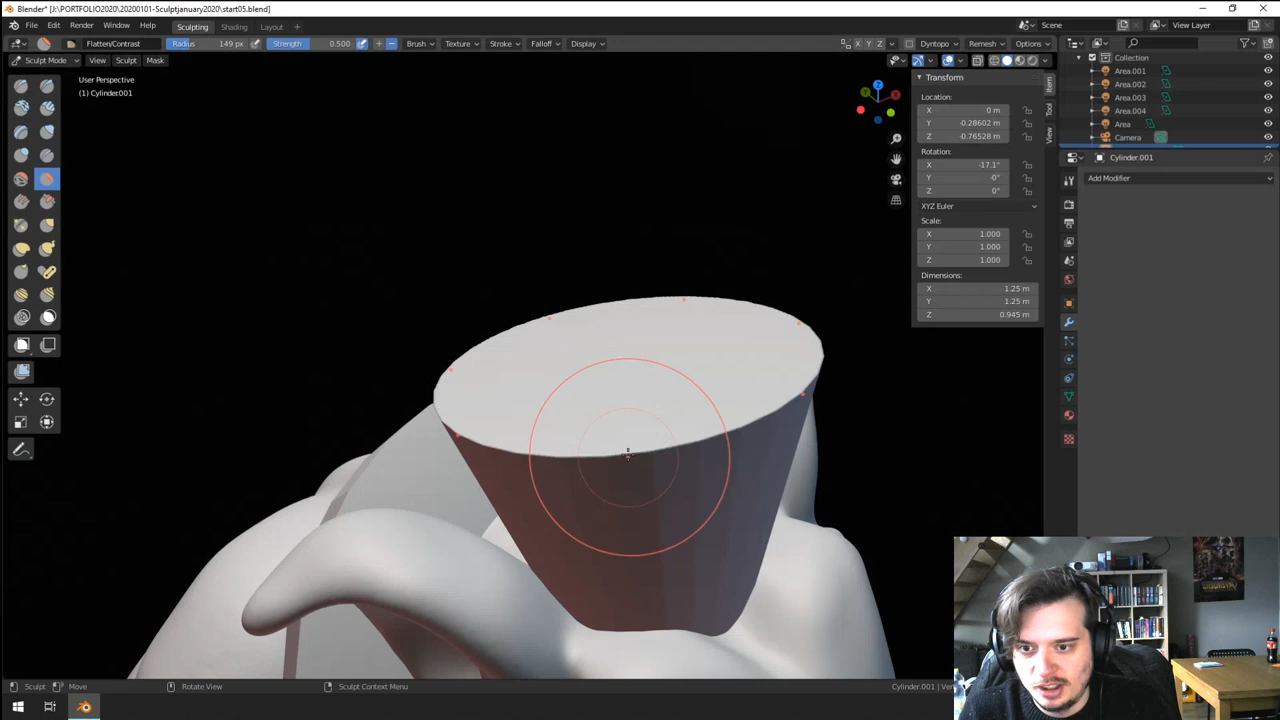 Blender* [J:\PORTFOLIO2020\20200101-Sculptjanuary2020\start05.blend]
File Edit Render Window Help Sculpting Shading Layout Scene View Layer
Flatten/Contrast Radius 149 px Strength 0.500 Brush Texture Stroke Falloff Display X Y Z Dyntopo Remesh Options
Sculpt Mode View Sculpt Mask
User Perspective
(1) Cylinder.001
Z
X
Y
Transform
Location:
X 0 m
Y -0.28602 m
Z -0.76528 m
Rotation:
X -17.1°
Y -0°
Z 0°
XYZ Euler
Scale:
X 1.000
Y 1.000
Z 1.000
Dimensions:
X 1.25 m
Y 1.25 m
Z 0.945 m
Item
Tool
View
Collection
Area.001
Area.002
Area.003
Area.004
Area
Camera
Cylinder.001
Add Modifier
Sculpt Move Rotate View Sculpt Context Menu Cylinder.001 | Ver